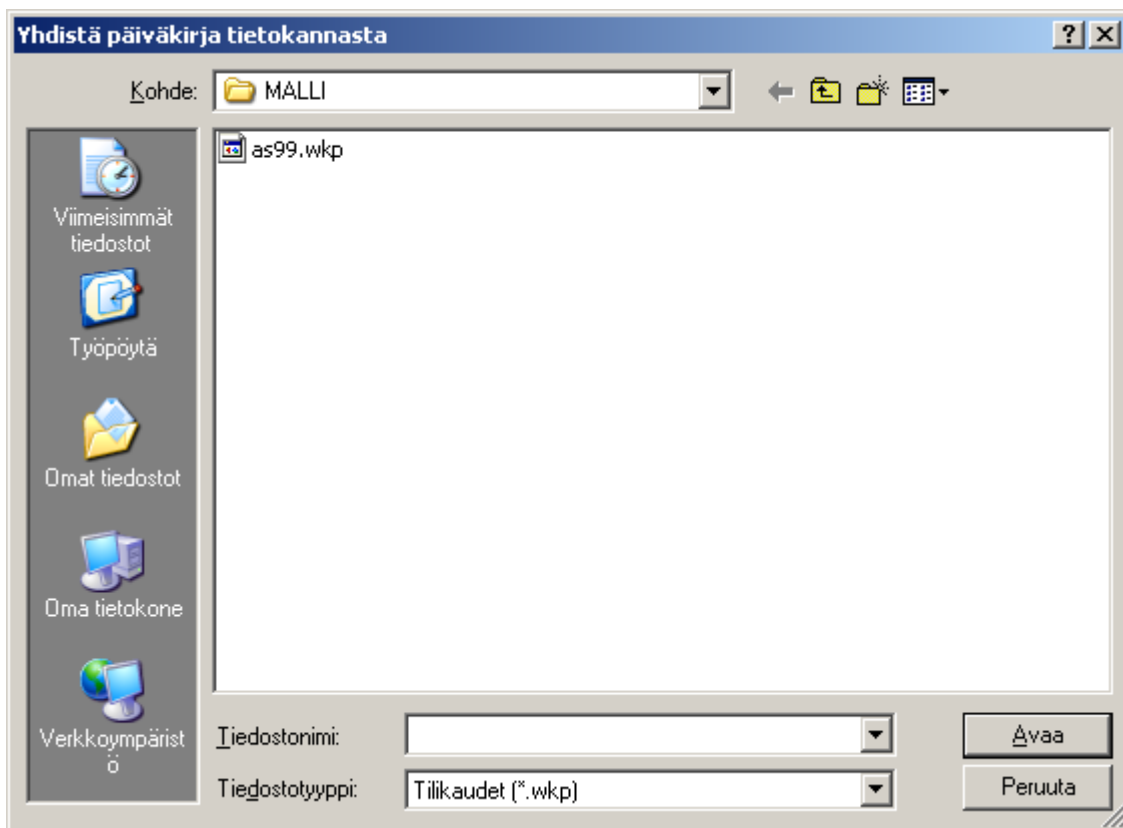 Yhdistä päiväkirja tietokannasta
Kohde: MALLI
as99.wkp
Viimeisimmät
tiedostot
Työpöytä
Omat tiedostot
Oma tietokone
Verkkoympärist
ö
Tiedostonimi:
Avaa
Tiedostotyyppi: Tilikaudet (*.wkp)
Peruuta